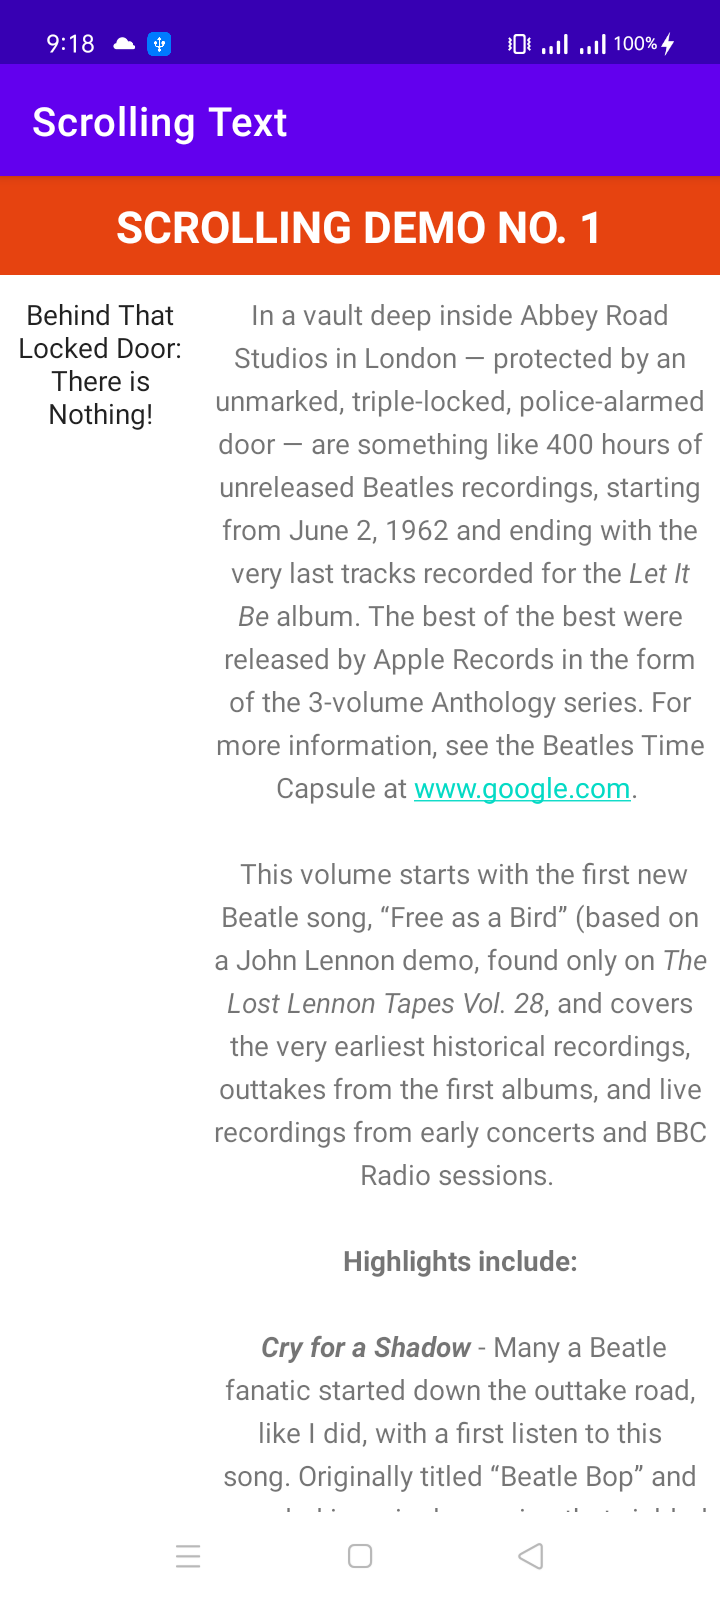 9:18
100%
Scrolling Text
SCROLLING DEMO NO. 1
Behind That
Locked Door:
There is
Nothing!
In a vault deep inside Abbey Road
Studios in London — protected by an
unmarked, triple-locked, police-alarmed
door — are something like 400 hours of
unreleased Beatles recordings, starting
from June 2, 1962 and ending with the
very last tracks recorded for the Let It
Be album. The best of the best were
released by Apple Records in the form
of the 3-volume Anthology series. For
more information, see the Beatles Time
Capsule at www.google.com.
This volume starts with the first new
Beatle song, “Free as a Bird” (based on
a John Lennon demo, found only on The
Lost Lennon Tapes Vol. 28, and covers
the very earliest historical recordings,
outtakes from the first albums, and live
recordings from early concerts and BBC
Radio sessions.
Highlights include:
Cry for a Shadow - Many a Beatle
fanatic started down the outtake road,
like I did, with a first listen to this
song. Originally titled “Beatle Bop” and